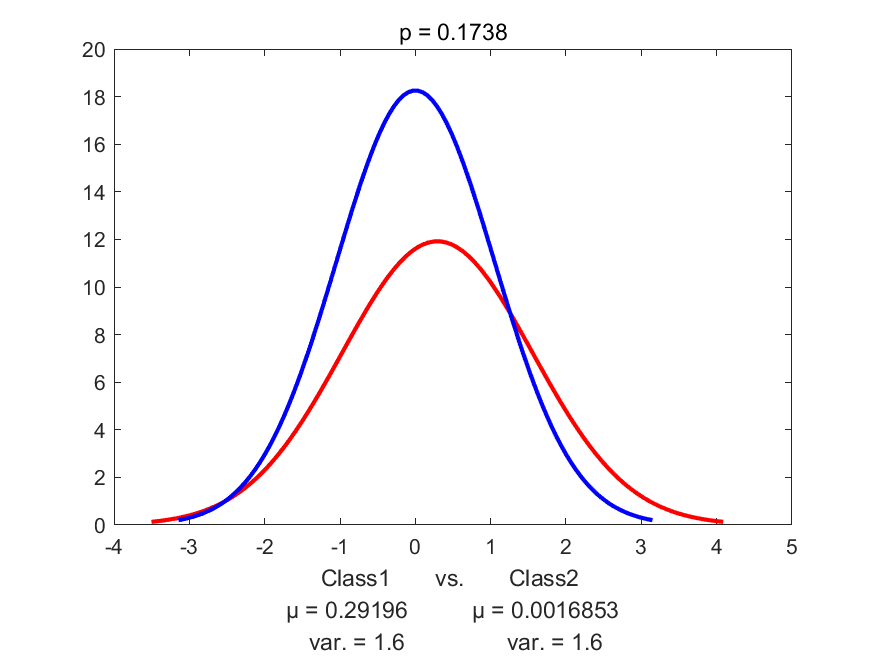 p = 0.1738
20
18
16
14
12
10
8
6
4
2
0
-4 -3 -2 -1 0 1 2 3 4 5
Class1 vs. Class2
μ = 0.29196 μ = 0.0016853
var. = 1.6 var. = 1.6